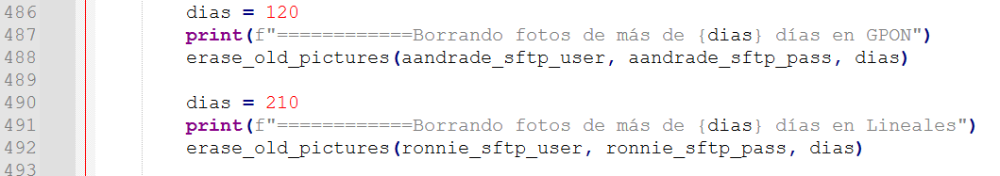 486 dias = 120
487 print(f"============Borrando fotos de más de {dias} días en GPON")
488 erase_old_pictures(aandrade_sftp_user, aandrade_sftp_pass, dias)
489
490 dias = 210
491 print(f"============Borrando fotos de más de {dias} días en Lineales")
492 erase_old_pictures(ronnie_sftp_user, ronnie_sftp_pass, dias)
493